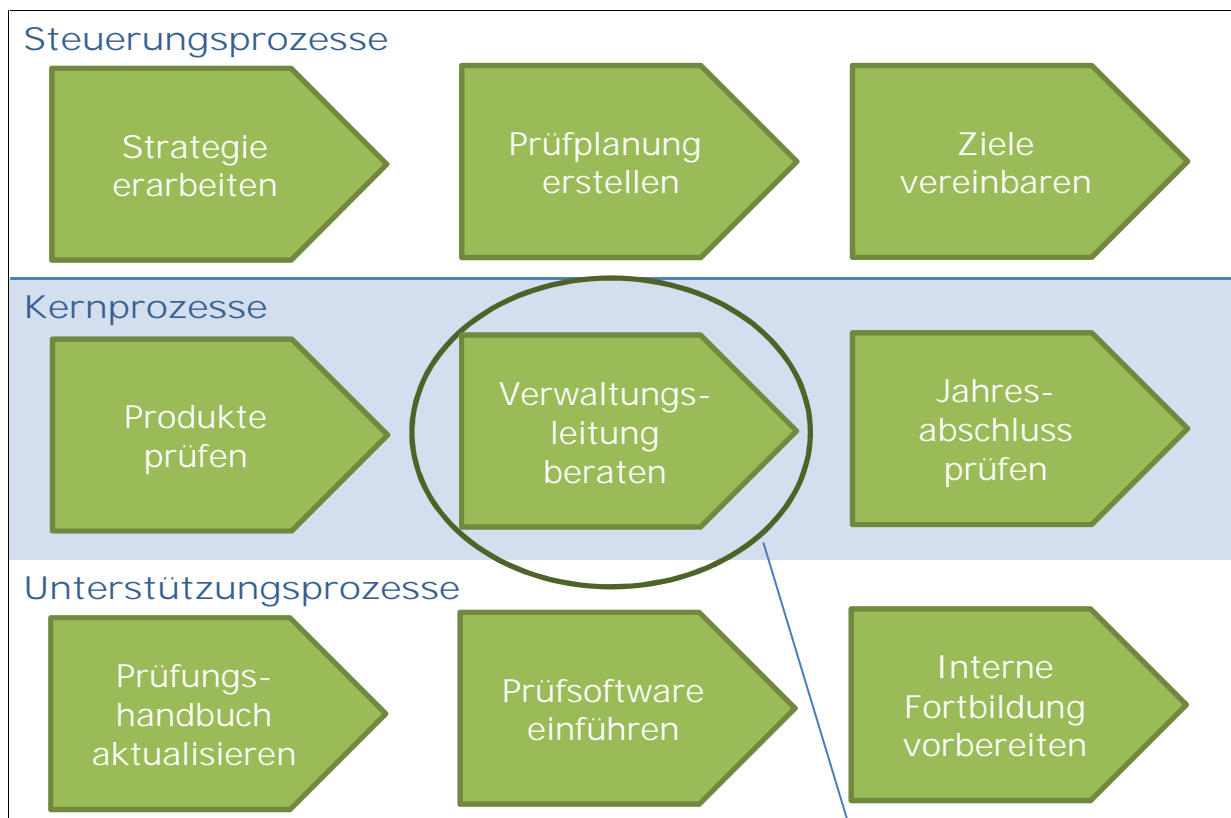 Steuerungsprozesse
Strategie
erarbeiten
Prüfplanung
erstellen
Ziele
vereinbaren
Kernprozesse
Produkte
prüfen
Verwaltungs-
leitung
beraten
Jahres-
abschluss
prüfen
Unterstützungsprozesse
Prüfungs-
handbuch
aktualisieren
Prüfsoftware
einführen
Interne
Fortbildung
vorbereiten